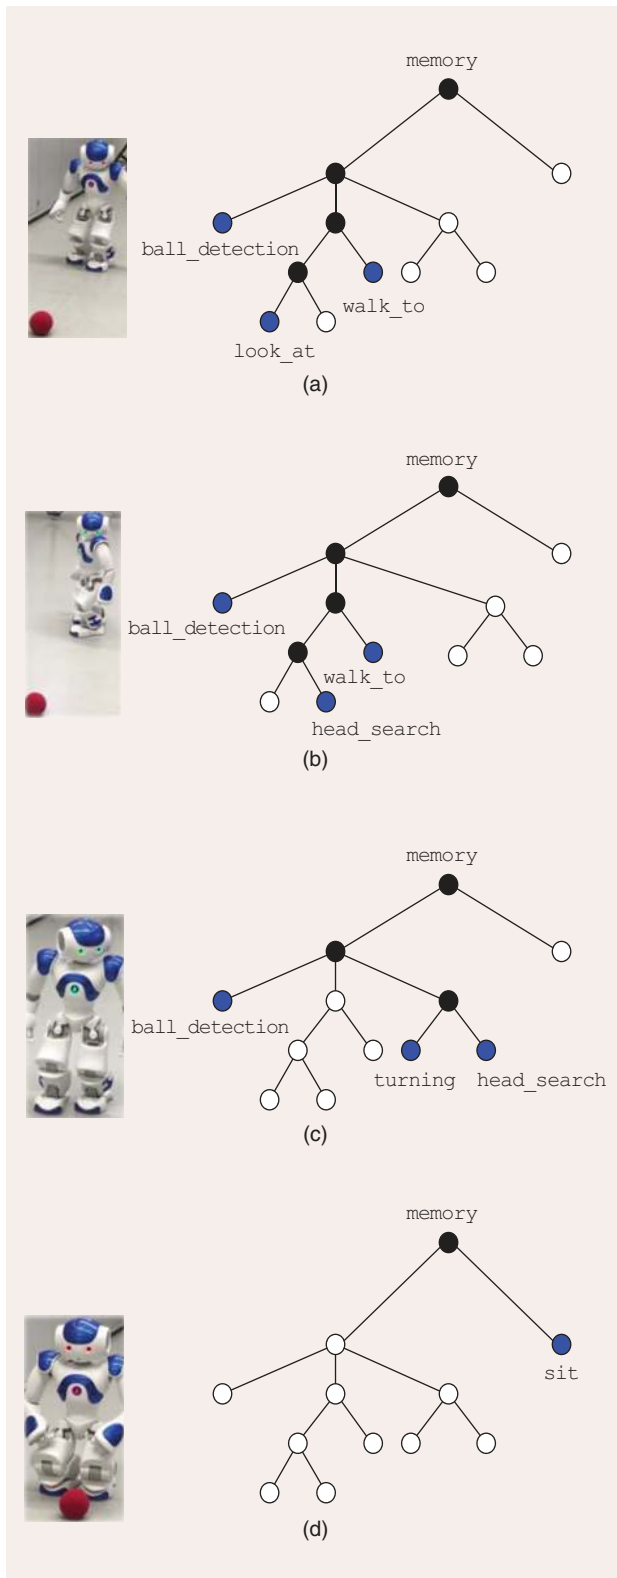 memory
ball_detection
walk_to
look_at
(a)
memory
ball_detection
walk_to
head_search
(b)
memory
ball_detection
turning head_search
(c)
memory
sit
(d)